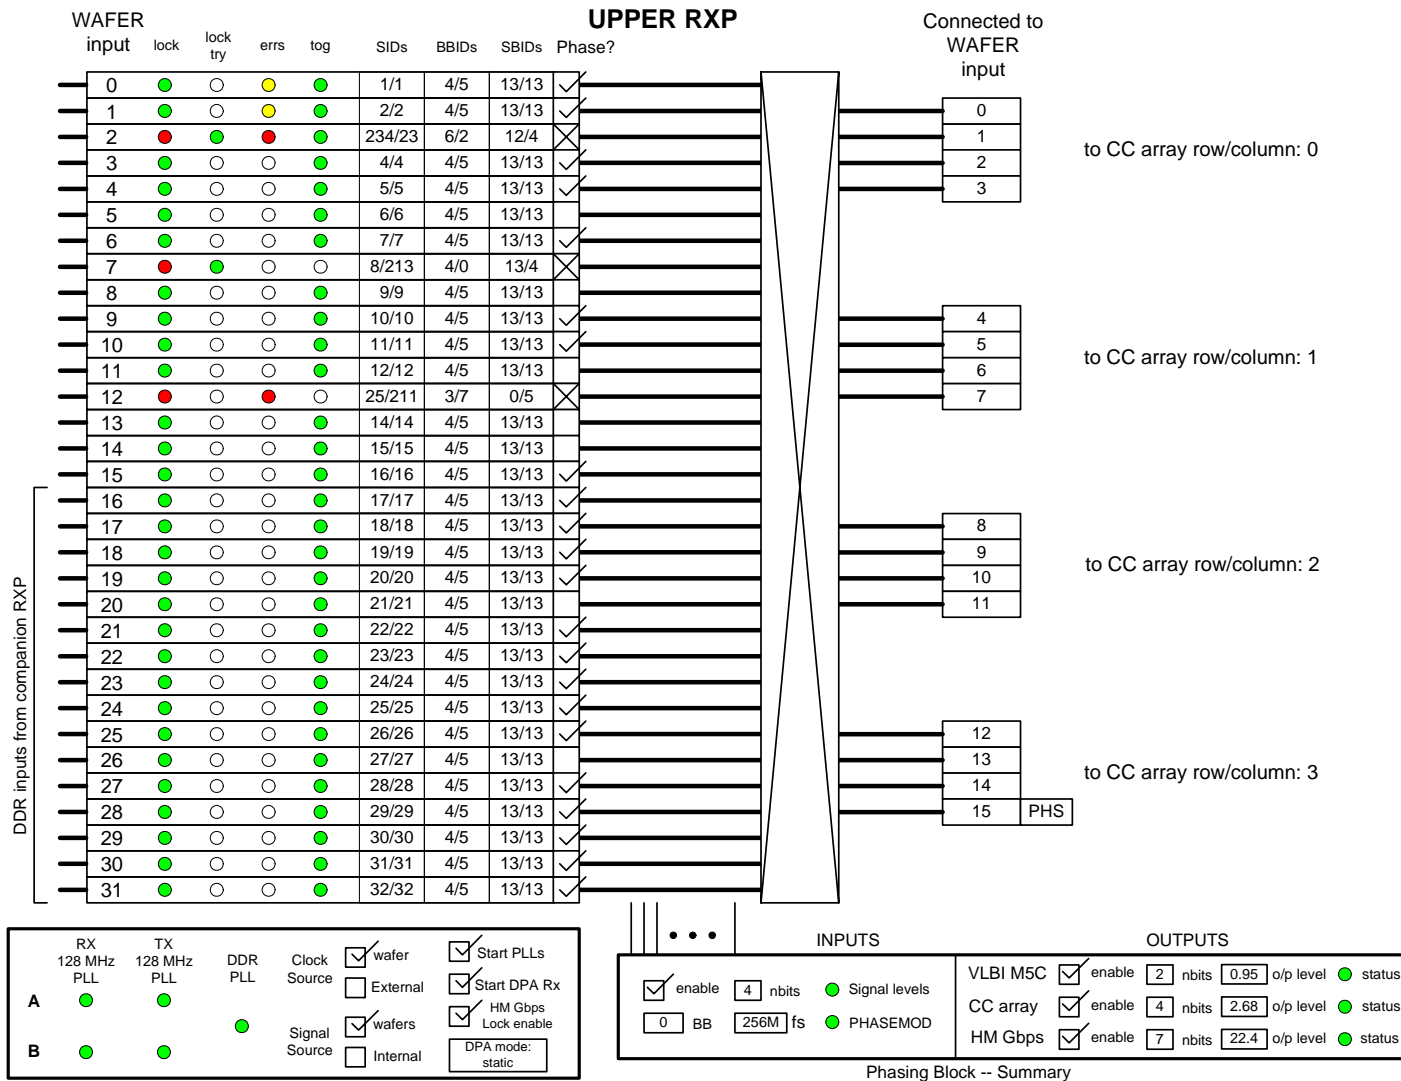 UPPER RXP
WAFER
input lock lock try errs tog SIDs BBIDs SBIDs Phase?
Connected to
WAFER
input
0 1/1 4/5 13/13
1 2/2 4/5 13/13
2 234/23 6/2 12/4
3 4/4 4/5 13/13
4 5/5 4/5 13/13
5 6/6 4/5 13/13
6 7/7 4/5 13/13
7 8/213 4/0 13/4
8 9/9 4/5 13/13
9 10/10 4/5 13/13
10 11/11 4/5 13/13
11 12/12 4/5 13/13
12 25/211 3/7 0/5
13 14/14 4/5 13/13
14 15/15 4/5 13/13
15 16/16 4/5 13/13
16 17/17 4/5 13/13
17 18/18 4/5 13/13
18 19/19 4/5 13/13
19 20/20 4/5 13/13
20 21/21 4/5 13/13
21 22/22 4/5 13/13
22 23/23 4/5 13/13
23 24/24 4/5 13/13
24 25/25 4/5 13/13
25 26/26 4/5 13/13
26 27/27 4/5 13/13
27 28/28 4/5 13/13
28 29/29 4/5 13/13
29 30/30 4/5 13/13
30 31/31 4/5 13/13
31 32/32 4/5 13/13
DDR inputs from companion RXP
0
1
2
3
to CC array row/column: 0
4
5
6
7
to CC array row/column: 1
8
9
10
11
to CC array row/column: 2
12
13
14
15 PHS
to CC array row/column: 3
RX
128 MHz
PLL
TX
128 MHz
PLL
DDR
PLL
A
B
Clock
Source
wafer
External
Signal
Source
wafers
Internal
Start PLLs
Start DPA Rx
HM Gbps
Lock enable
DPA mode:
static
INPUTS
enable 4 nbits Signal levels
0 BB 256M fs PHASEMOD
OUTPUTS
VLBI M5C enable 2 nbits 0.95 o/p level status
CC array enable 4 nbits 2.68 o/p level status
HM Gbps enable 7 nbits 22.4 o/p level status
Phasing Block -- Summary